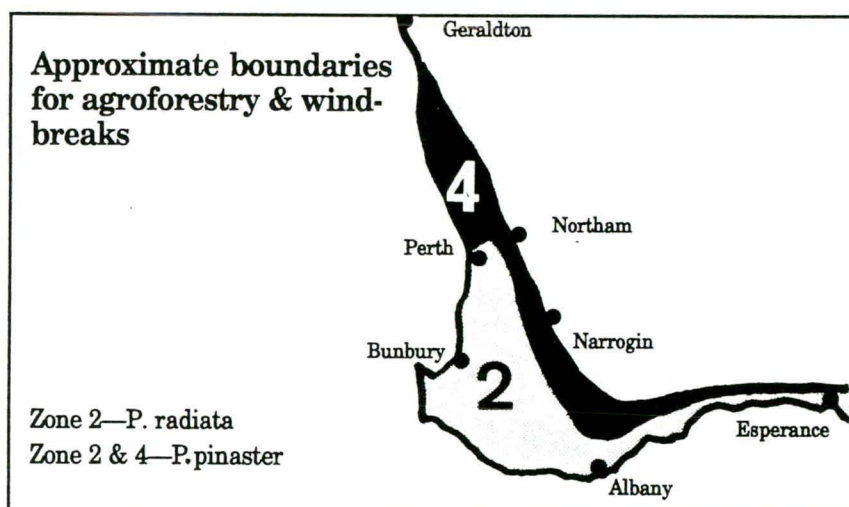 Geraldton
Approximate boundaries
for agroforestry & wind-
breaks
4
Northam
Perth
Narrogin
Bunbury
2
Zone 2—P. radiata
Zone 2 & 4—P.pinaster
Esperance
Albany